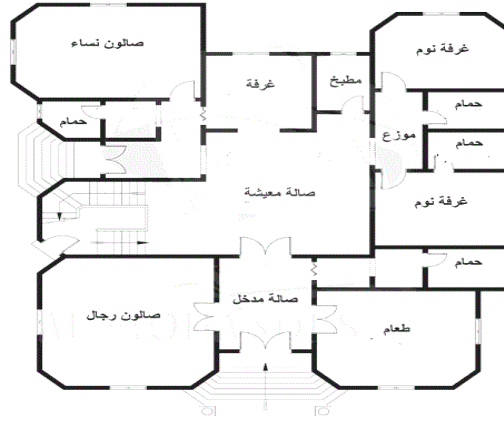 صالون نساء
غرفة نوم
مطبخ
غرفة
حمام
حمام
موزع
حمام
صالة معيشة
غرفة نوم
حمام
صالة مدخل
صالون رجال
طعام